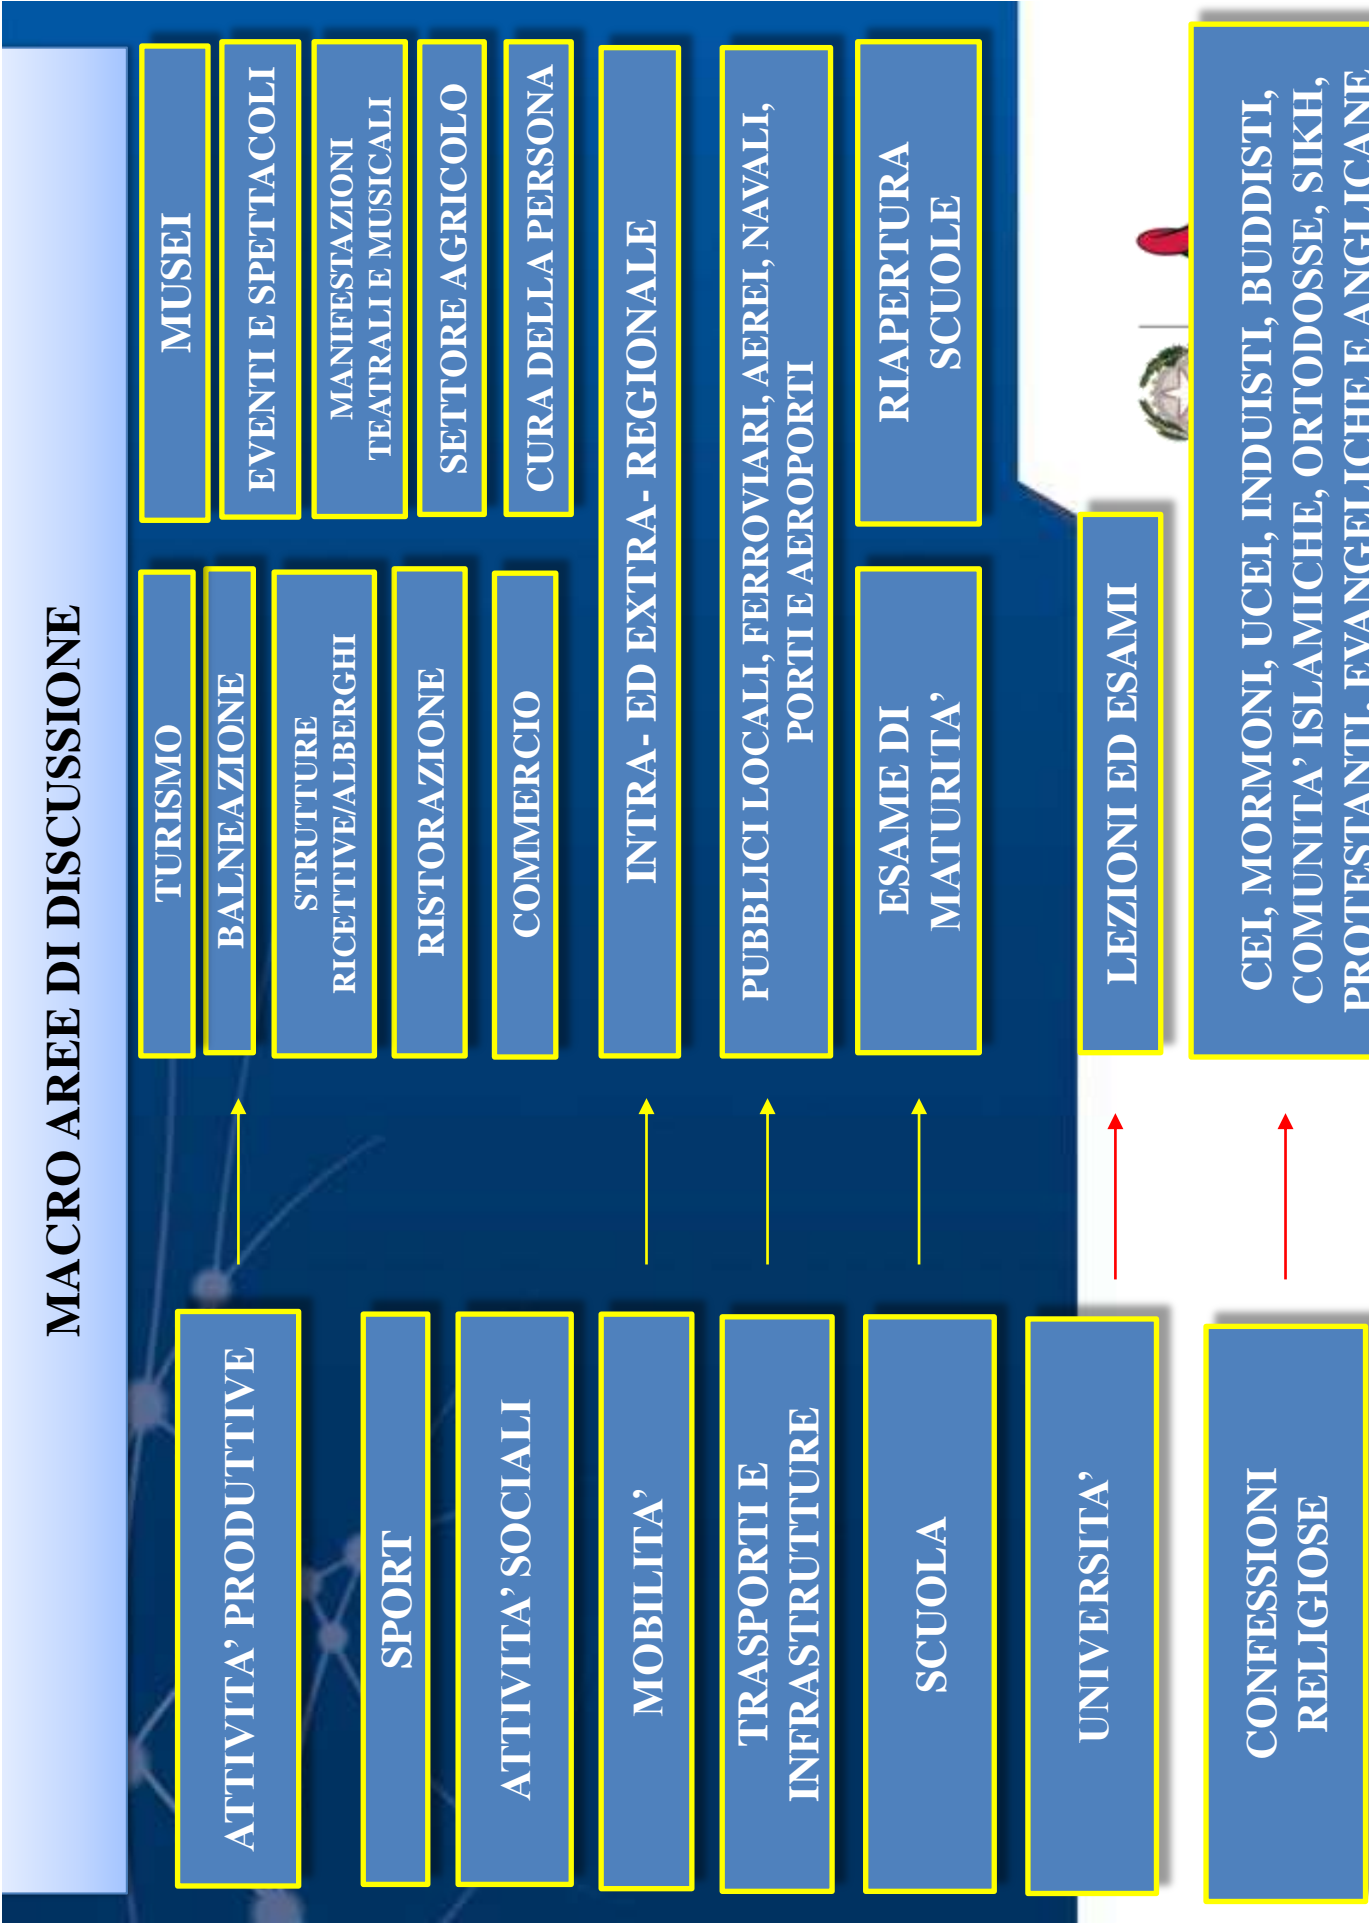 MACRO AREE DI DISCUSSIONE
ATTIVITA’ PRODUTTIVE
TURISMO
MUSEI
BALNEAZIONE
EVENTI E SPETTACOLI
STRUTTURE
RICETTIVE/ALBERGHI
MANIFESTAZIONI
TEATRALI E MUSICALI
SPORT
RISTORAZIONE
SETTORE AGRICOLO
ATTIVITA’ SOCIALI
COMMERCIO
CURA DELLA PERSONA
MOBILITA’
INTRA- ED EXTRA- REGIONALE
TRASPORTI E
INFRASTRUTTURE
PUBBLICI LOCALI, FERROVIARI, AEREI, NAVALI,
PORTI E AEROPORTI
SCUOLA
ESAME DI
MATURITA’
RIAPERTURA
SCUOLE
UNIVERSITA’
LEZIONI ED ESAMI
CONFESSIONI
RELIGIOSE
CEI, MORMONI, UCEI, INDUISTI, BUDDISTI,
COMUNITA’ ISLAMICHE, ORTODOSSE, SIKH,
PROTESTANTI, EVANGELICHE E ANGLICANE